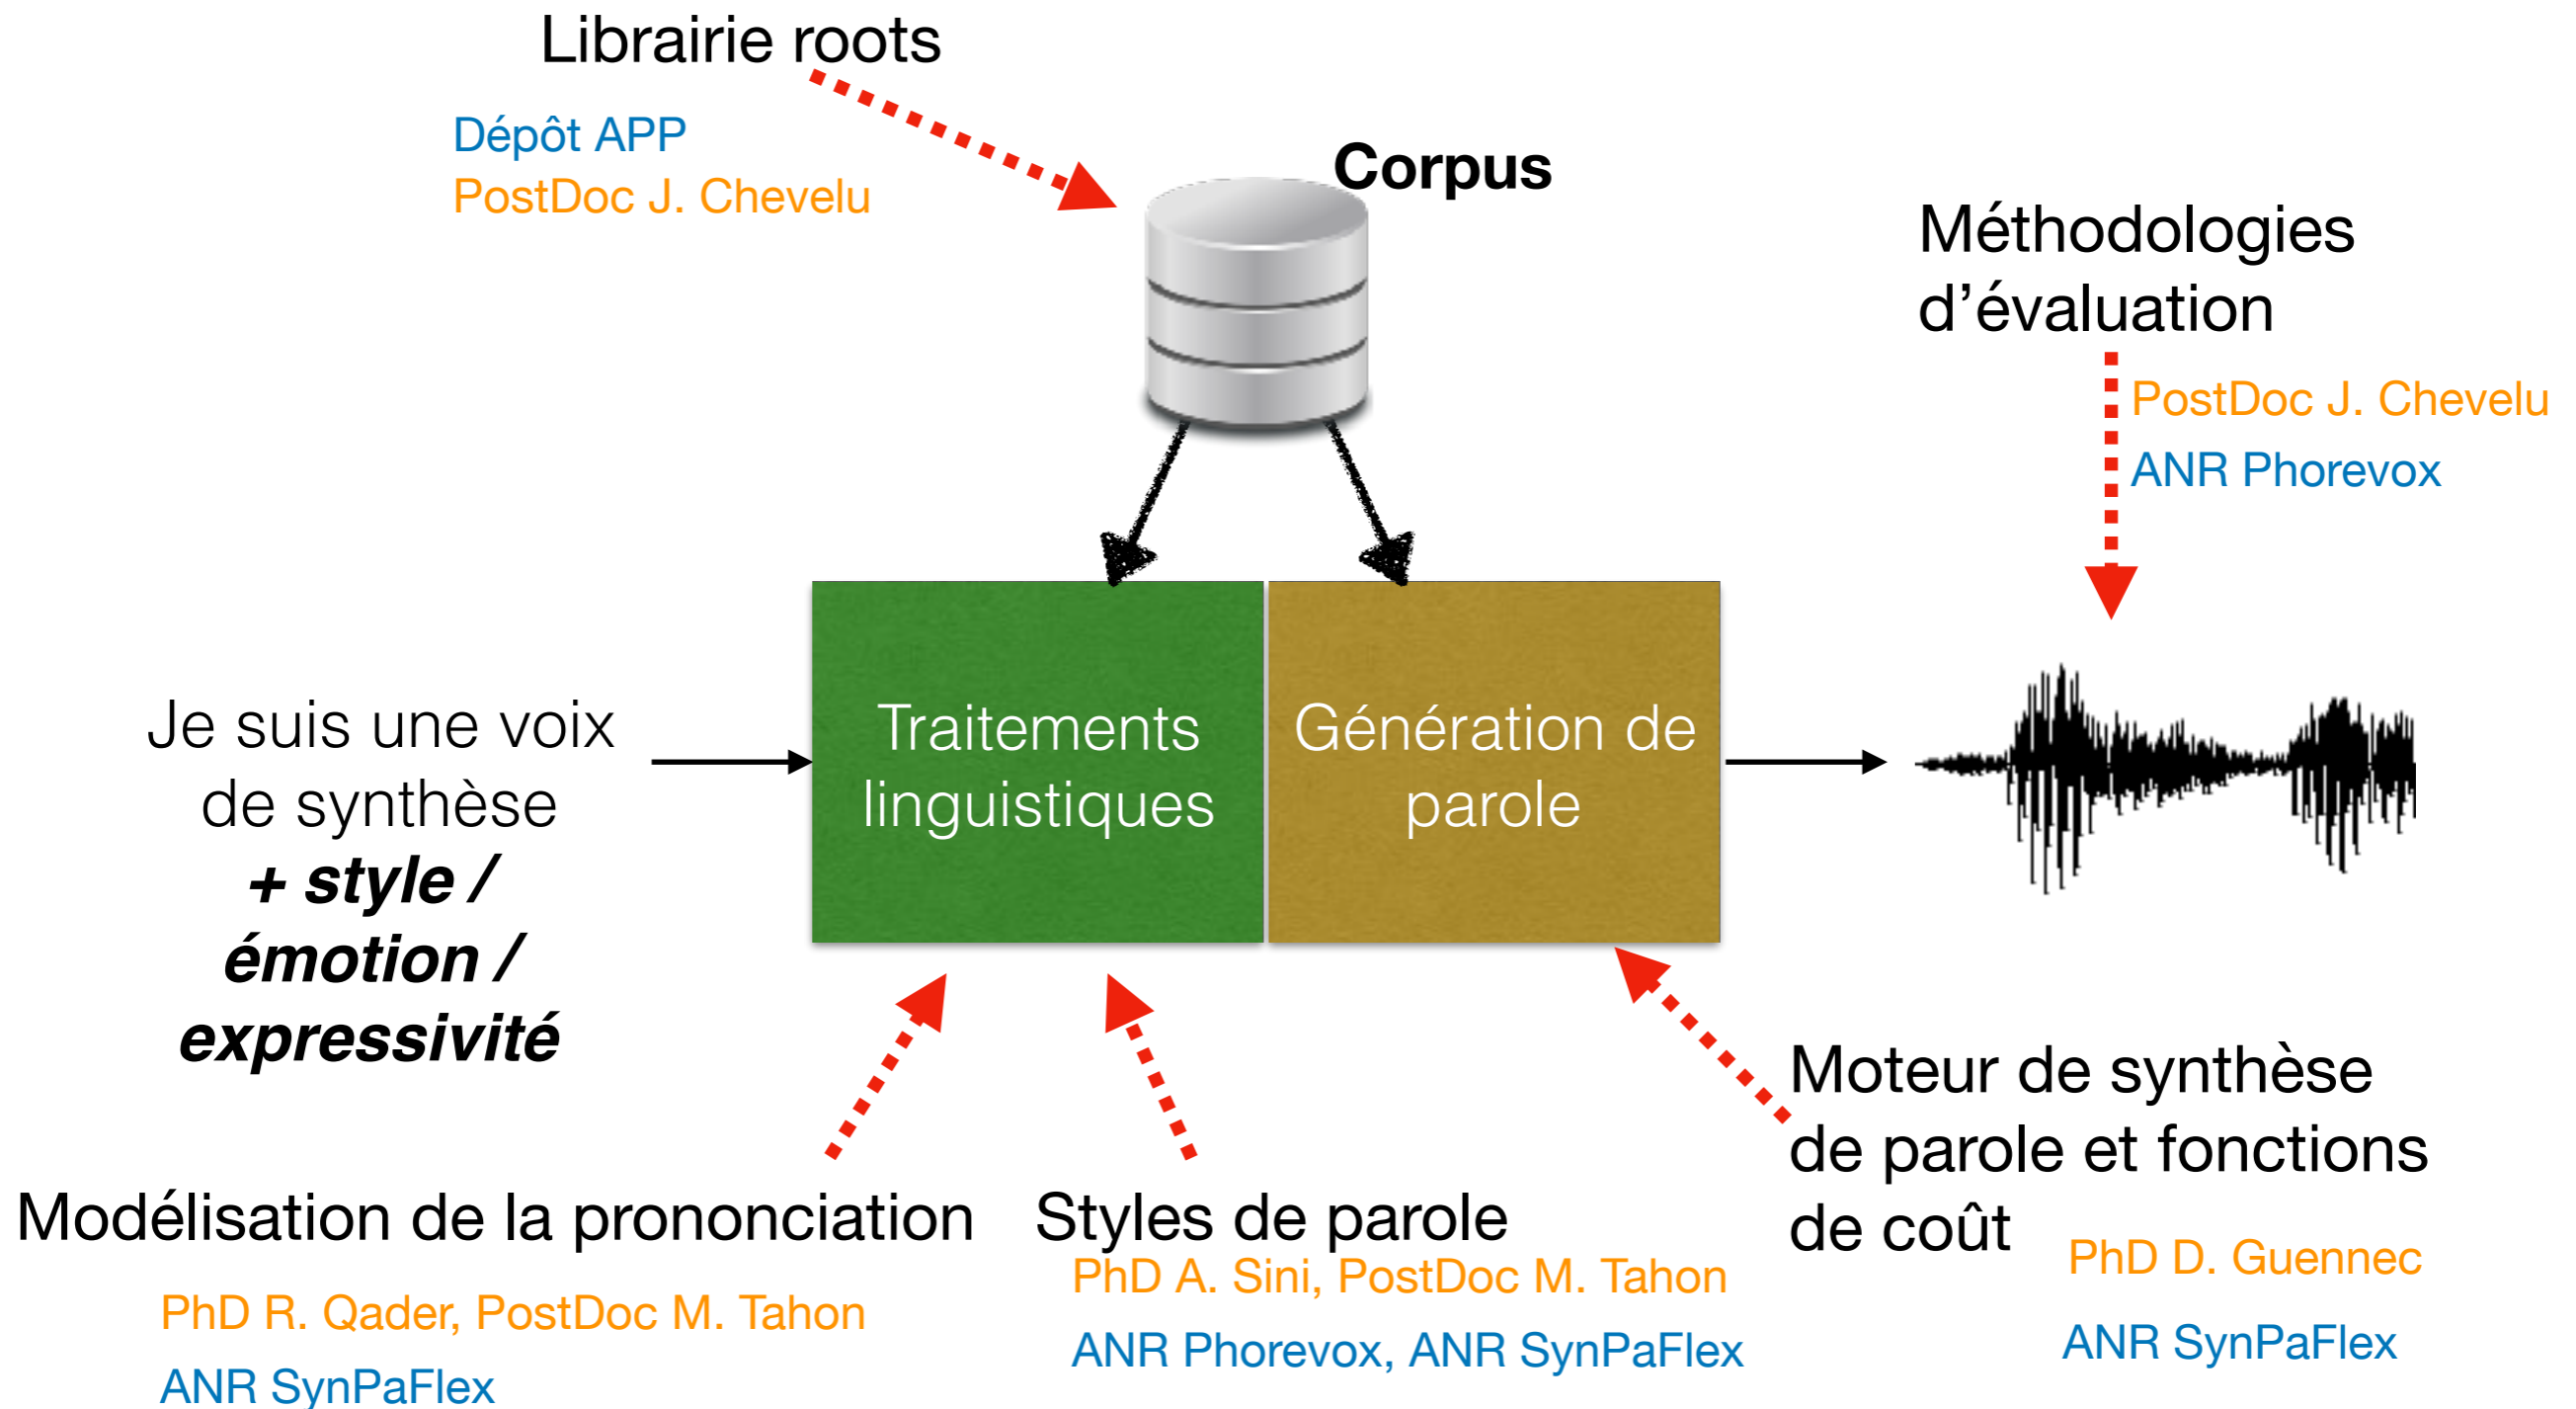 Librairie roots
Dépôt APP
PostDoc J. Chevelu
Corpus
Méthodologies
d’évaluation
PostDoc J. Chevelu
ANR Phorevox
Je suis une voix
de synthèse
+ style /
émotion /
expressivité
Traitements
linguistiques
Génération de
parole
Modélisation de la prononciation
PhD R. Qader, PostDoc M. Tahon
ANR SynPaFlex
Styles de parole
PhD A. Sini, PostDoc M. Tahon
ANR Phorevox, ANR SynPaFlex
Moteur de synthèse
de parole et fonctions
de coût
PhD D. Guennec
ANR SynPaFlex